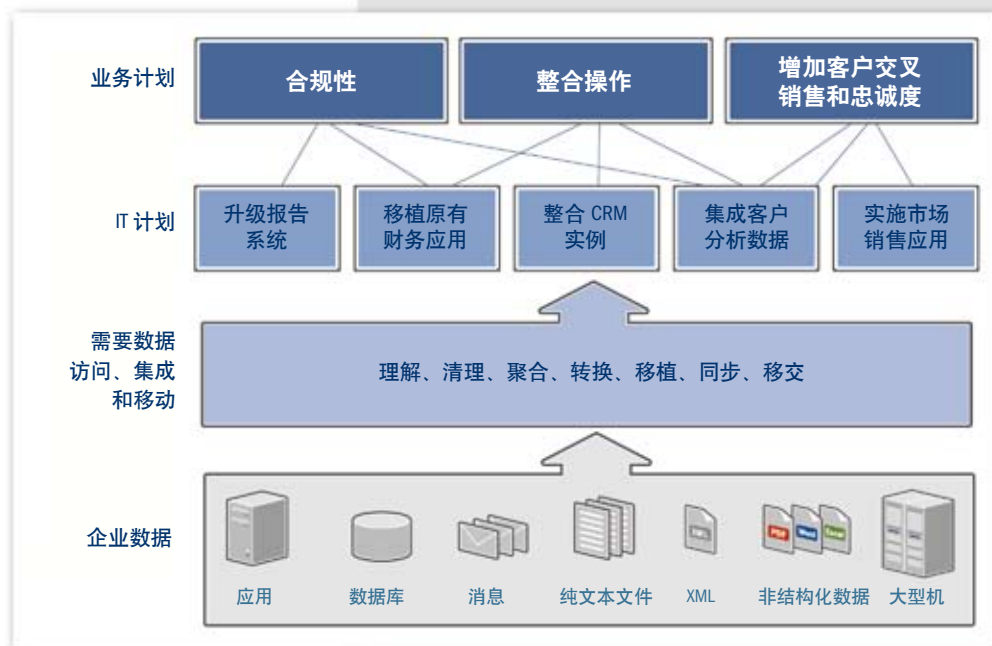 业务计划
合规性
整合操作
增加客户交叉
销售和忠诚度
IT 计划
升级报告
系统
移植原有
财务应用
整合 CRM
实例
集成客户
分析数据
实施市场
销售应用
需要数据
访问、集成
和移动
理解、清理、聚合、转换、移植、同步、移交
企业数据
PDF
Word
应用
数据库
消息
纯文本文件
XML
非结构化数据
大型机